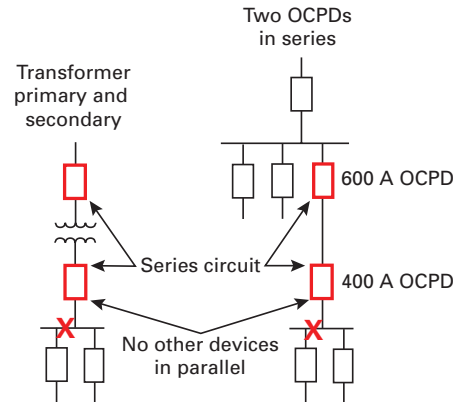 Two OCPDs
in series
Transformer
primary and
secondary
600 A OCPD
Series circuit
400 A OCPD
X
X
No other devices
in parallel